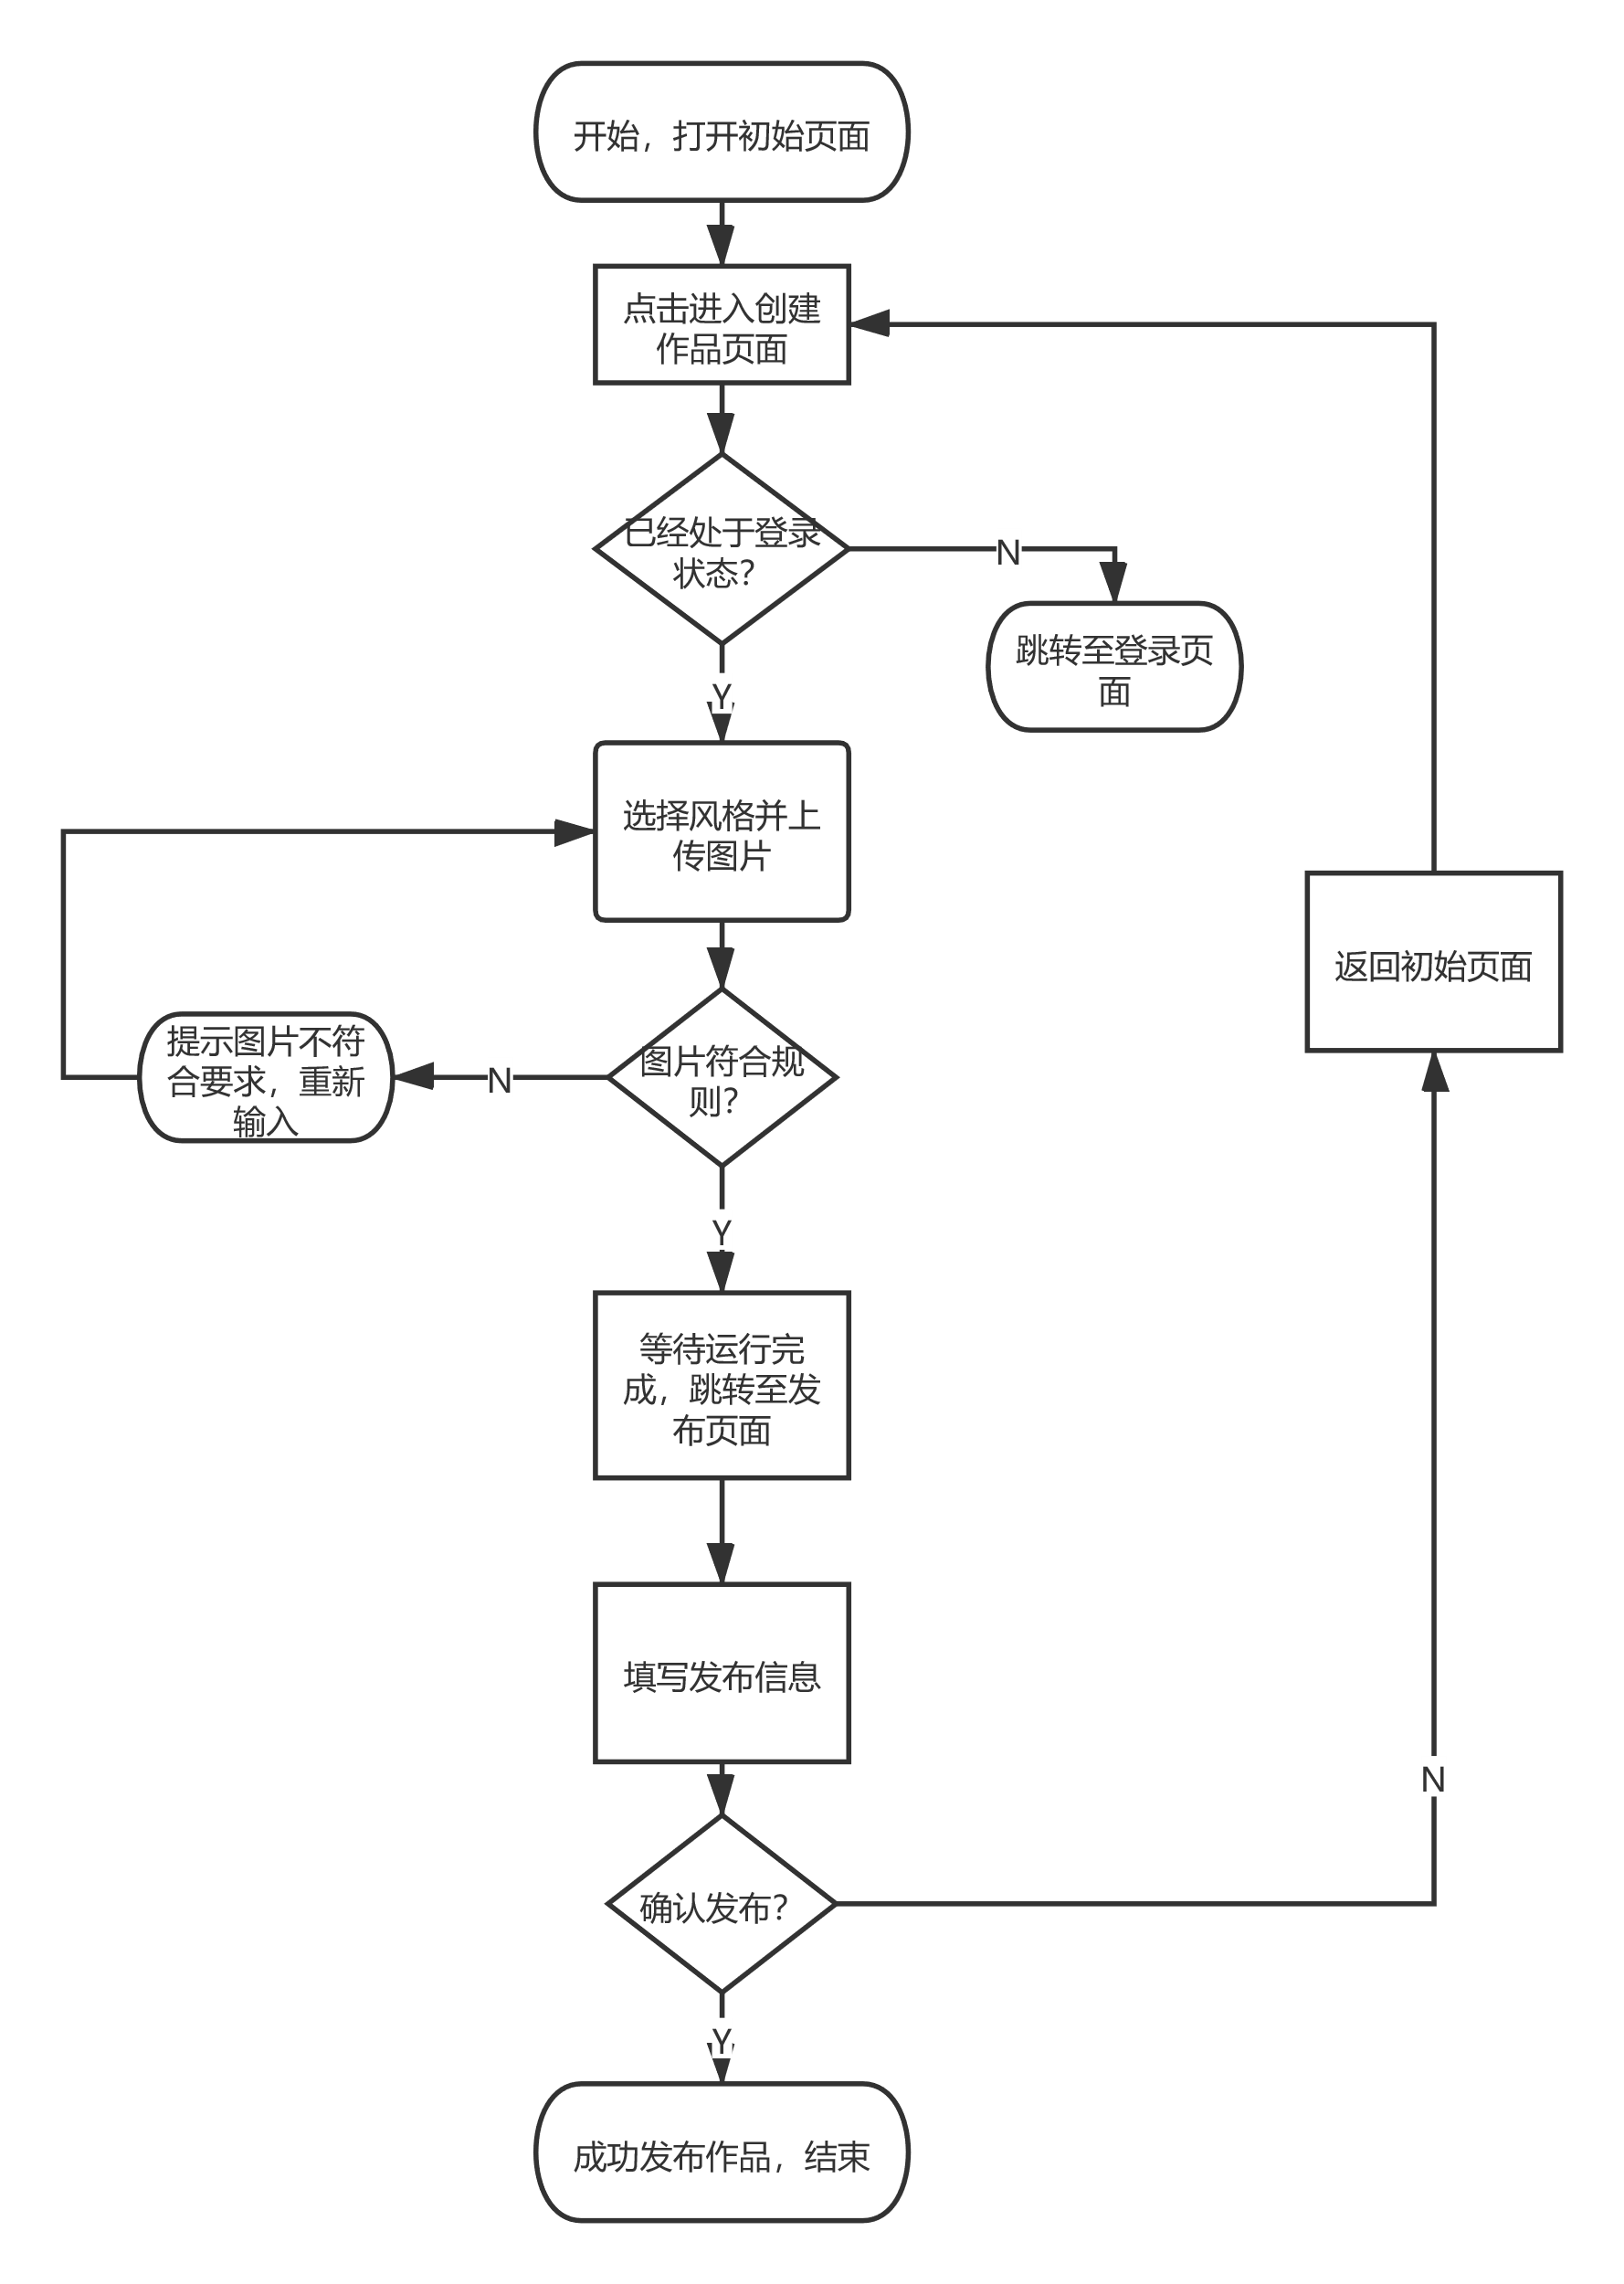 开始，打开初始页面
点击进入创建
作品页面
已经处于登录
状态？
N
跳转至登录页
面
Y
选择风格并上
传图片
返回初始页面
图片符合规
则？
N
提示图片不符
合要求，重新
输入
Y
等待运行完
成，跳转至发
布页面
填写发布信息
N
确认发布？
Y
成功发布作品，结束